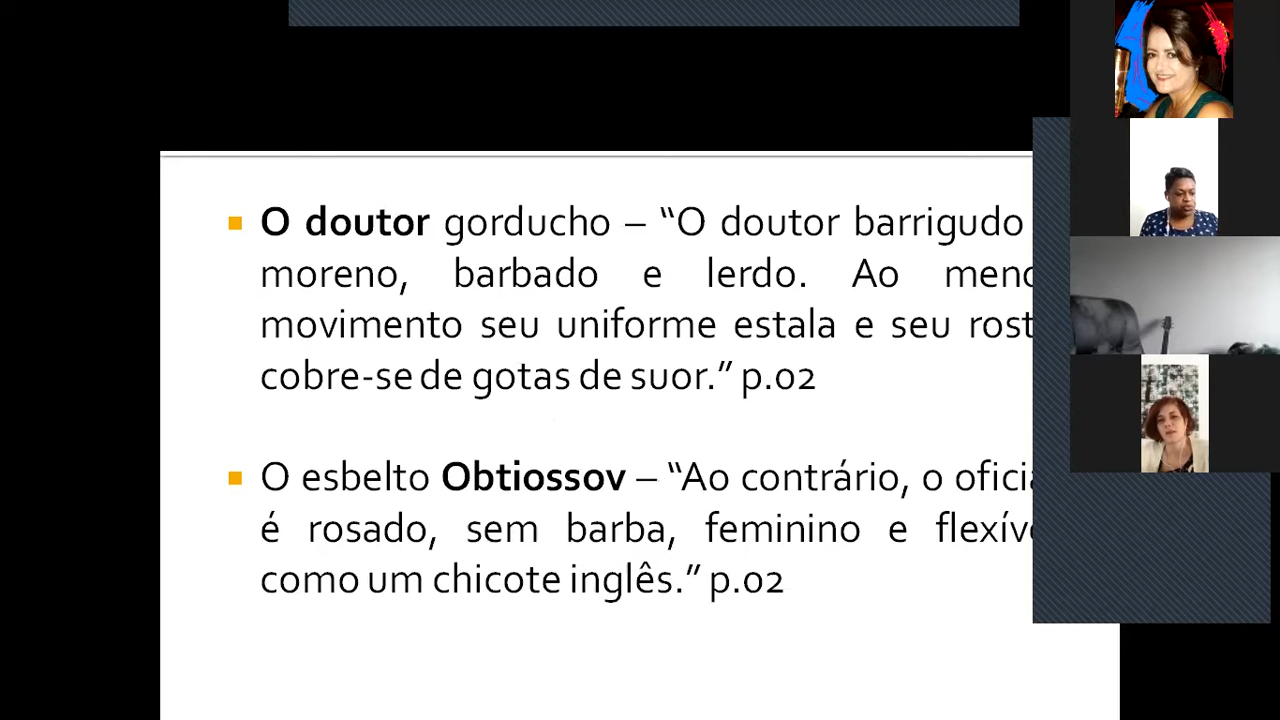 O doutor gorducho – “O doutor barrigudo
moreno, barbado e lerdo. Ao
movimento seu uniforme estala e seu
cobre-se de gotas de suor.” p.02
O esbelto Obtiossov – “Ao contrário, o
é rosado, sem barba, feminino e
como um chicote inglês.” p.02